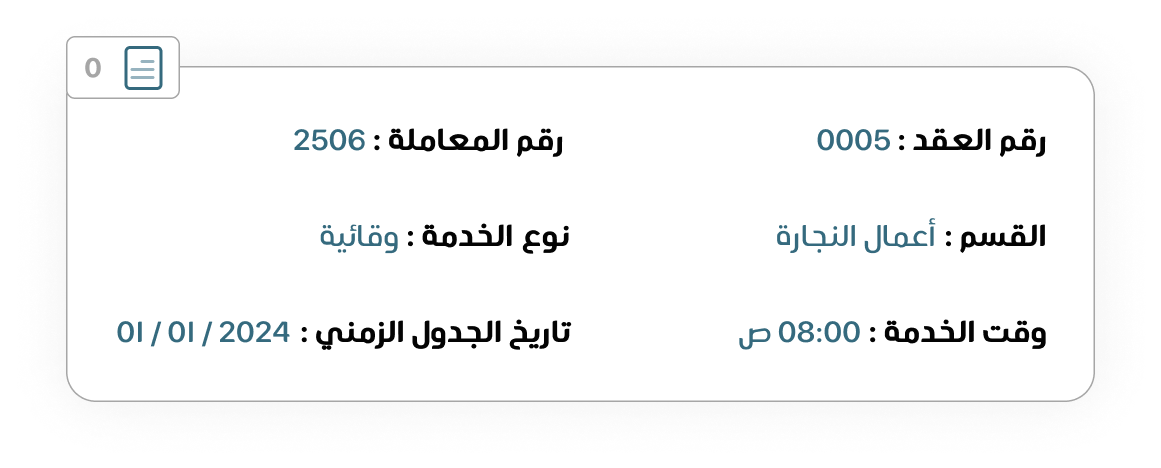 0
رقم العقد : 0005
رقم المعاملة : 2506
القسم : أعمال النجارة
نوع الخدمة : وقائية
وقت الخدمة : 08:00 ص
تاريخ الجدول الزمني : 2024 / 01 / 01